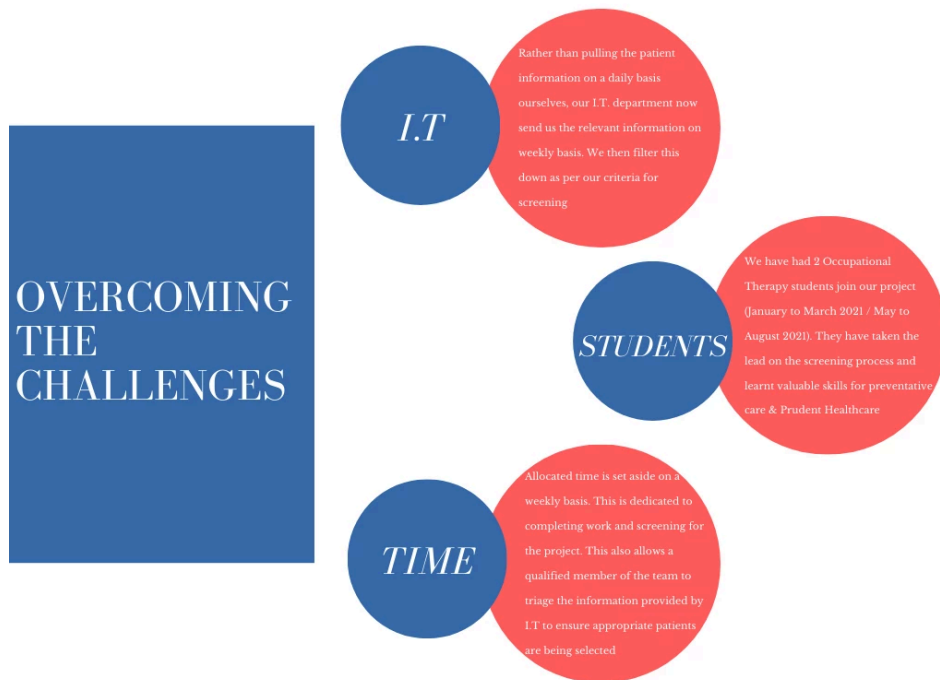 OVERCOMING
THE
CHALLENGES
I.T
Rather than pulling the patient
information on a daily basis
ourselves, our I.T. department now
send us the relevant information on
weekly basis. We then filter this
down as per our criteria for
screening
STUDENTS
We have had 2 Occupational
Therapy students join our project
(January to March 2021 / May to
August 2021). They have taken the
lead on the screening process and
learnt valuable skills for preventative
care & Prudent Healthcare
TIME
Allocated time is set aside on a
weekly basis. This is dedicated to
completing work and screening for
the project. This also allows a
qualified member of the team to
triage the information provided by
I.T to ensure appropriate patients
are being selected